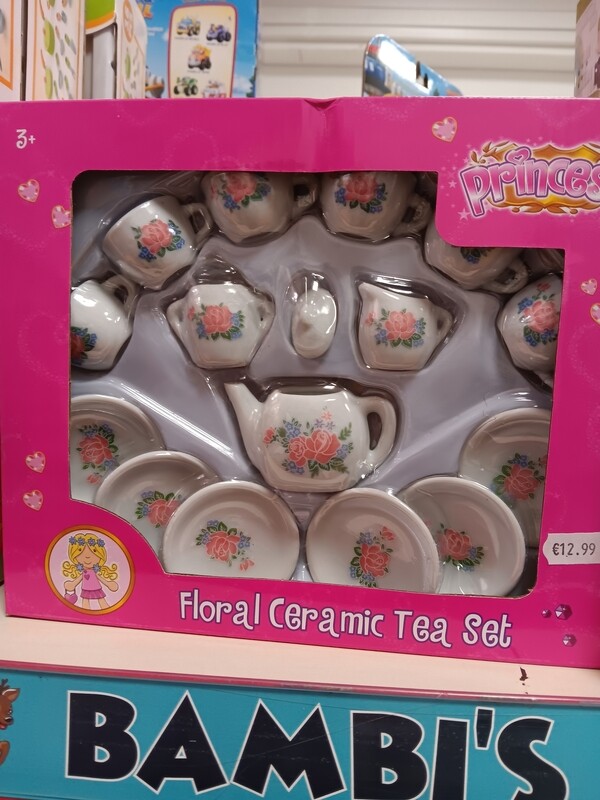 3+
princes
€12.99
Floral Ceramic Tea Set
BAMBI'S